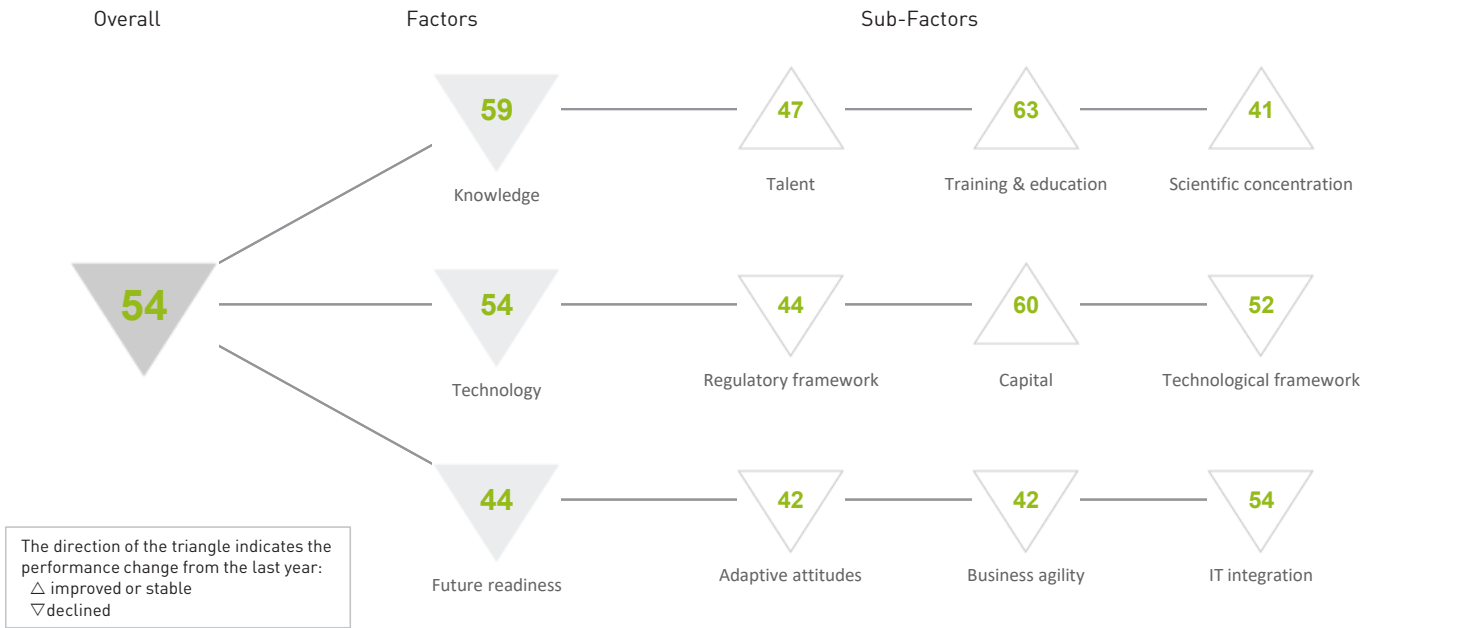 Overall
Factors
Sub-Factors
59
47
63
41
Knowledge
Talent
Training & education
Scientific concentration
54
54
44
60
52
Technology
Regulatory framework
Capital
Technological framework
44
42
42
54
Future readiness
Adaptive attitudes
Business agility
IT integration
The direction of the triangle indicates the
performance change from the last year:
△ improved or stable
▽declined